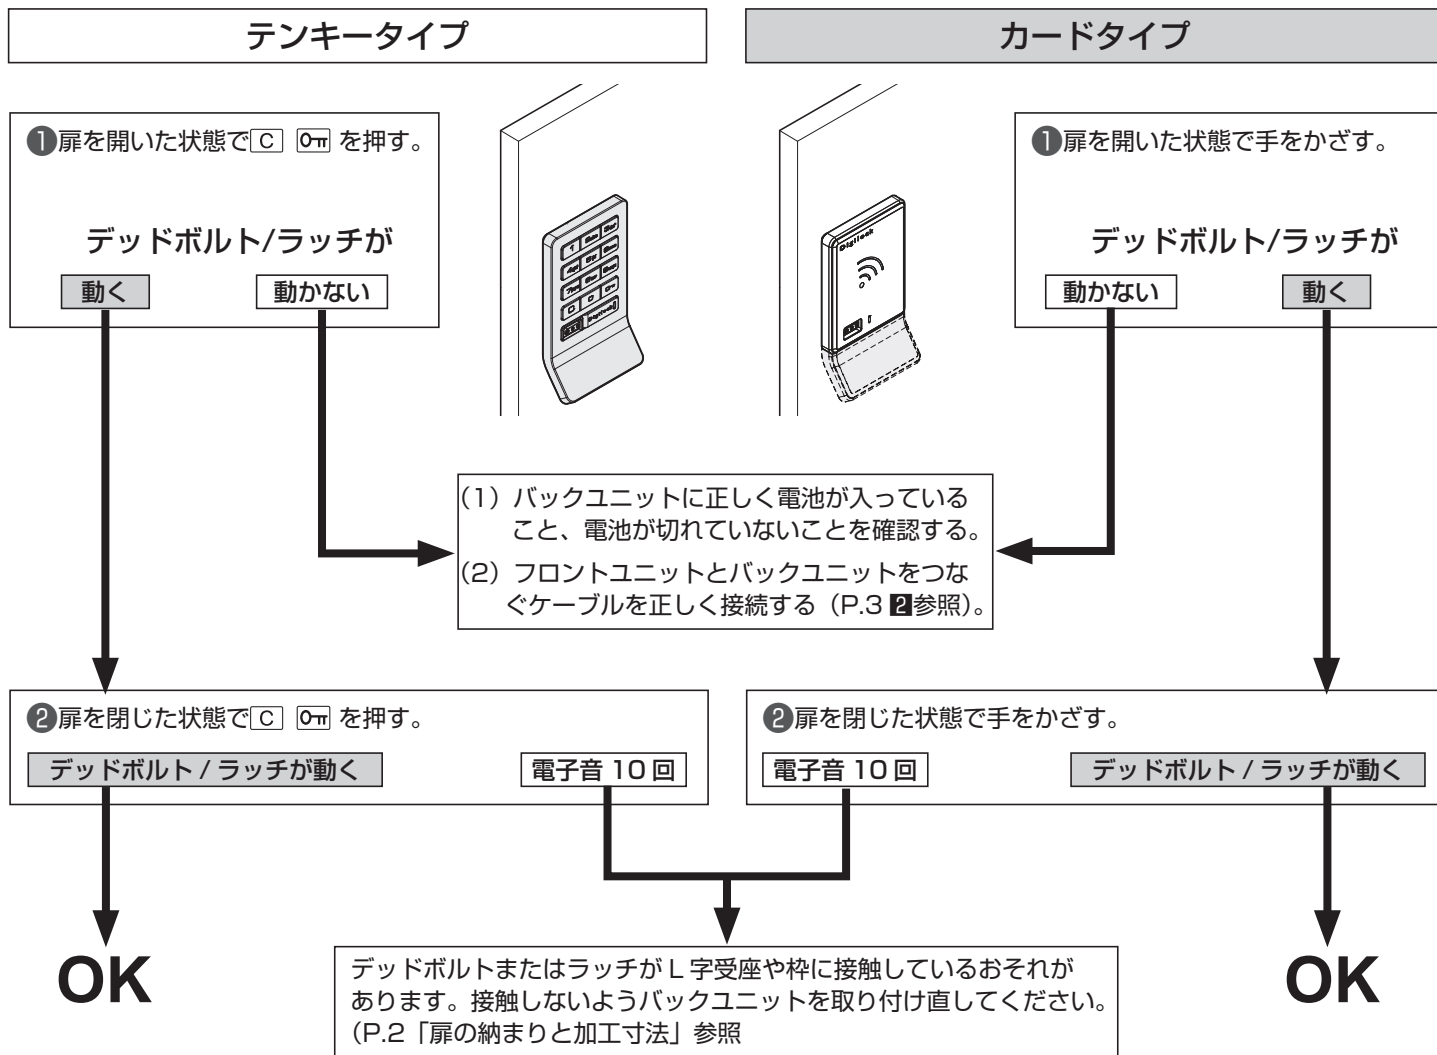 テンキータイプ
カードタイプ
❶扉を開いた状態で C を押す。
デッドボルト/ラッチが
動く 動かない
Digilock
Digilock
❶扉を開いた状態で手をかざす。
デッドボルト/ラッチが
動かない 動く
(1) バックユニットに正しく電池が入っている
こと、電池が切れていないことを確認する。
(2) フロントユニットとバックユニットをつな
ぐケーブルを正しく接続する（P.3 2参照）。
❷扉を閉じた状態で C を押す。
デッドボルト / ラッチが動く 電子音 10 回
❷扉を閉じた状態で手をかざす。
電子音 10 回 デッドボルト / ラッチが動く
OK
デッドボルトまたはラッチが L 字受座や枠に接触しているおそれが
あります。接触しないようバックユニットを取り付け直してください。
（P.2「扉の納まりと加工寸法」参照
OK